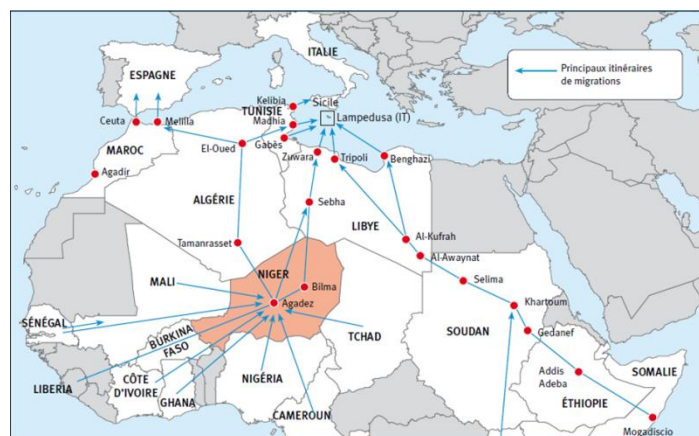 ITALIE
ESPAGNE
Principaux itinéraires
de migrations
Kelibia
Sicile
TUNISIE
Ceuta
Melilla
Madhia
Lampedusa (IT)
El-Oued
Gabès
MAROC
Zuwara
Tripoli
Benghazi
Agadir
ALGÉRIE
Sebha
LIBYE
Al-Kufrah
Tamanrasset
Al-Awaynat
NIGER
Selima
MALI
Bilma
Agadez
Khartoum
SÉNÉGAL
BURKINA
FASO
TCHAD
SOUDAN
Gedanef
LIBERIA
CÔTE
D'IVOIRE
GHANA
NIGÉRIA
CAMEROUN
Addis
Adeba
SOMALIE
ÉTHIOPIE
Mogadiscio